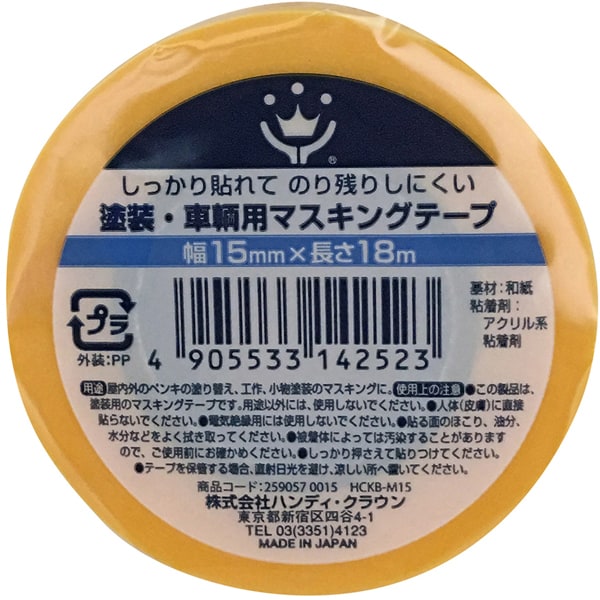 ®
しっかり貼れて のり残りしにくい
塗装・車輌用マスキングテープ
幅15mm×長さ18m
基材:和紙
粘着剤:
アクリル系
粘着剤
プラ
外装:PP
4 905533 142523
用途 屋内外のペンキの塗り替え、工作、小物塗装のマスキングに。 使用上の注意 ●この製品は、
塗装用のマスキングテープです。用途以外には、使用しないでください。●人体(皮膚)に直接
貼らないでください。●電気絶縁用には使用しないでください。●貼る面のほこり、油分、
水分などをよく拭き取ってください。●被着体によっては汚染することがあります
ので、ご使用前にお確かめください。●しっかり押さえて貼りつけてください。
●テープを保管する場合、直射日光を避け、涼しい所へ置いてください。
商品コード:259057 0015 HCKB-M15
株式会社ハンディ・クラウン
東京都新宿区四谷4-1
TEL 03(3351)4123
MADE IN JAPAN